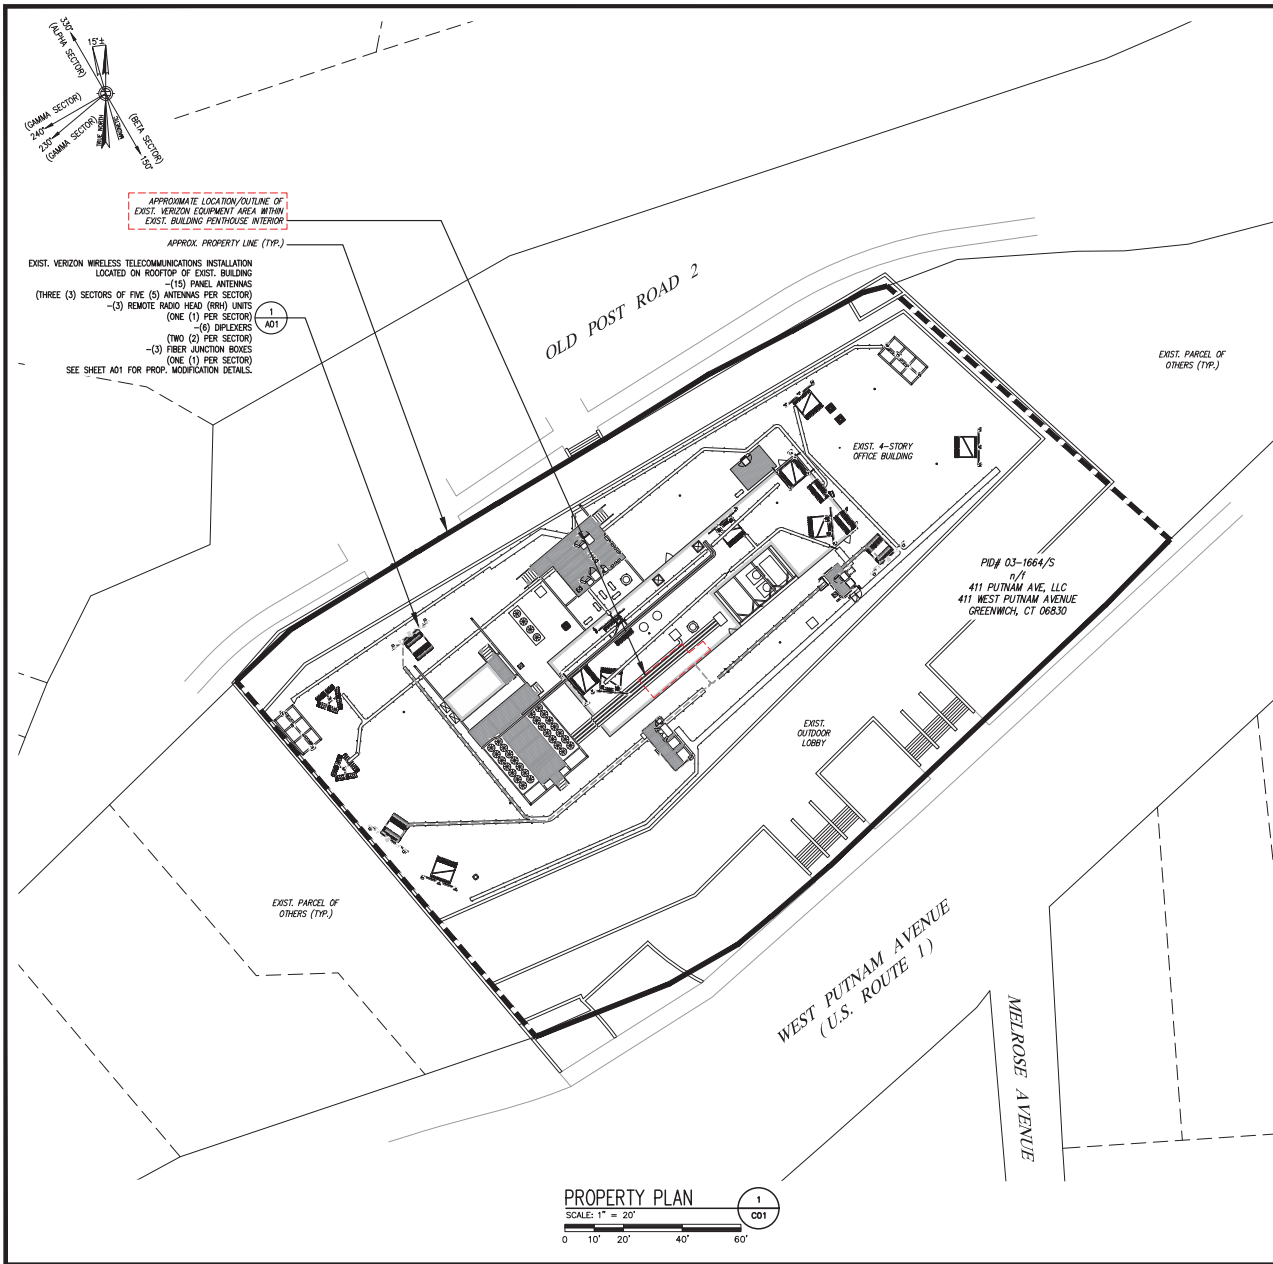 330°
(ALPHA SECTOR)
15°±
(GAMMA SECTOR)
240°
230°
(GAMMA SECTOR)
TRUE NORTH
MAGNETIC
(BETA SECTOR)
150°
APPROXIMATE LOCATION/OUTLINE OF
EXIST. VERIZON EQUIPMENT AREA WITHIN
EXIST. BUILDING PENTHOUSE INTERIOR
APPROX. PROPERTY LINE (TYP.)
EXIST. VERIZON WIRELESS TELECOMMUNICATIONS INSTALLATION
LOCATED ON ROOFTOP OF EXIST. BUILDING
-(15) PANEL ANTENNAS
(THREE (3) SECTORS OF FIVE (5) ANTENNAS PER SECTOR)
-(3) REMOTE RADIO HEAD (RRH) UNITS
(ONE (1) PER SECTOR)
-(6) DIPLEXERS
(TWO (2) PER SECTOR)
-(3) FIBER JUNCTION BOXES
(ONE (1) PER SECTOR)
SEE SHEET A01 FOR PROP. MODIFICATION DETAILS.
1
A01
OLD POST ROAD 2
EXIST. PARCEL OF
OTHERS (TYP.)
EXIST. 4-STORY
OFFICE BUILDING
PID# 03-1664/S
n/f
411 PUTNAM AVE, LLC
411 WEST PUTNAM AVENUE
GREENWICH, CT 06830
EXIST.
OUTDOOR
LOBBY
EXIST. PARCEL OF
OTHERS (TYP.)
WEST PUTNAM AVENUE
(U.S. ROUTE 1)
MELROSE AVENUE
PROPERTY PLAN
SCALE: 1" = 20'
1
C01
0 10' 20' 40' 60'